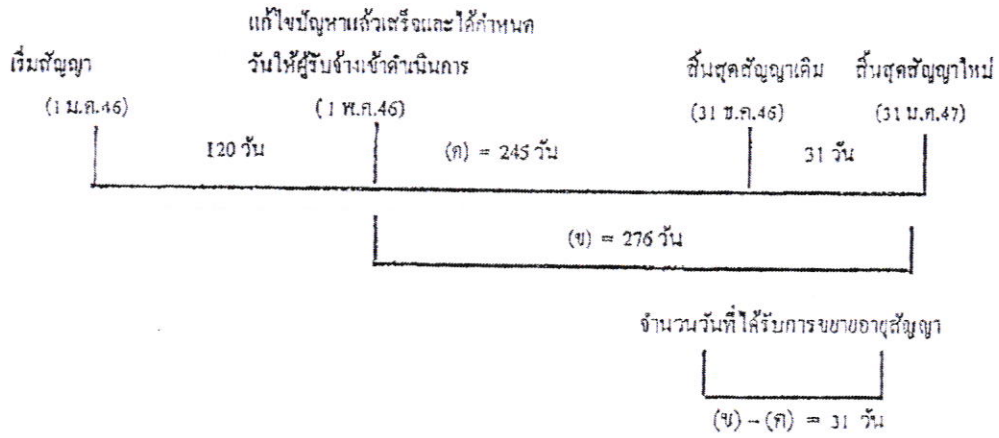 แก้ไขปัญหาแล้วเสร็จและได้กำหนด
เริ่มสัญญา วันให้ผู้รับจ้างเข้าดำเนินการ สิ้นสุดสัญญาเดิม สิ้นสุดสัญญาใหม่
(1 ม.ค.46) (1 พ.ค.46) (31 ธ.ค.46) (31 ม.ค.47)
120 วัน (ค) = 245 วัน 31 วัน
(ข) = 276 วัน
จำนวนวันที่ได้รับการขยายอายุสัญญา
(ข) – (ค) = 31 วัน